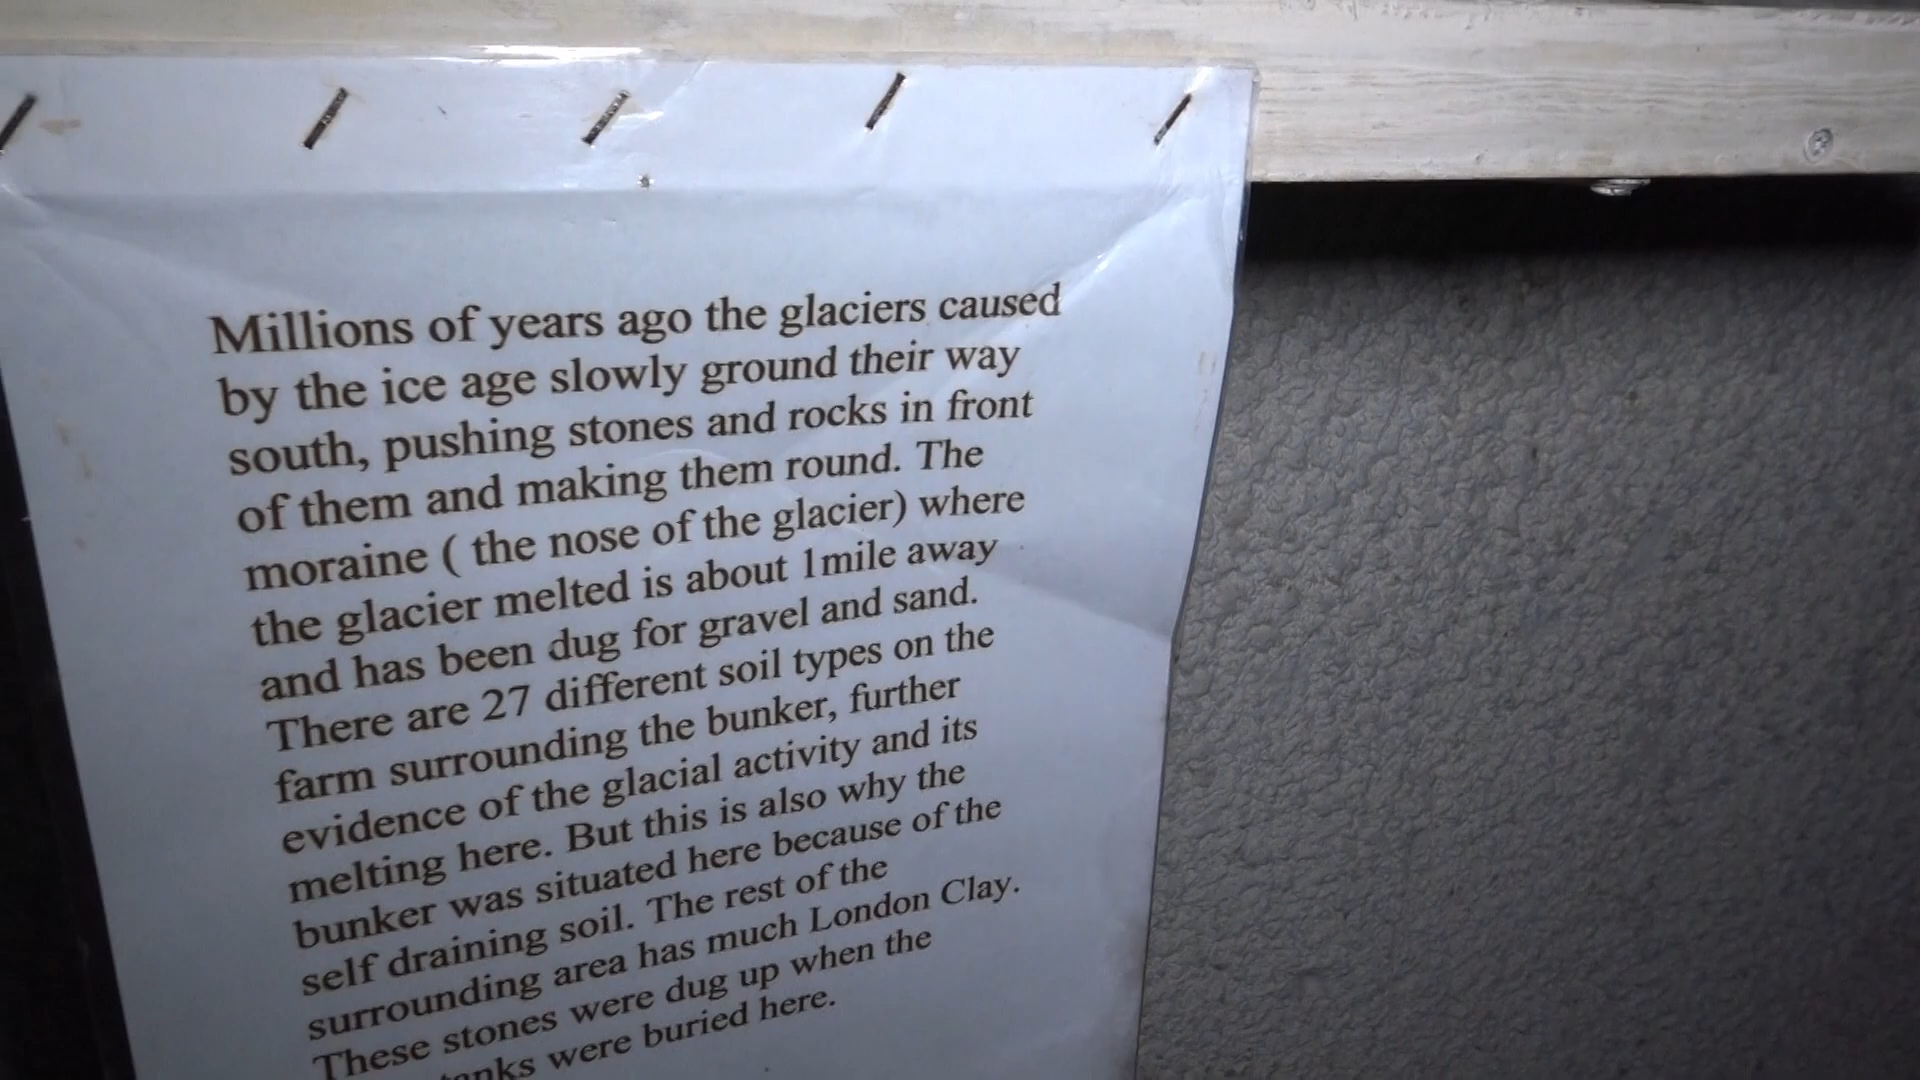 Millions of years ago the glaciers caused
by the ice age slowly ground their way
south, pushing stones and rocks in front
of them and making them round. The
moraine ( the nose of the glacier) where
the glacier melted is about 1mile away
and has been dug for gravel and sand.
There are 27 different soil types on the
farm surrounding the bunker, further
evidence of the glacial activity and its
melting here. But this is also why the
bunker was situated here because of the
self draining soil. The rest of the
surrounding area has much London Clay.
These stones were dug up when the
were buried here.